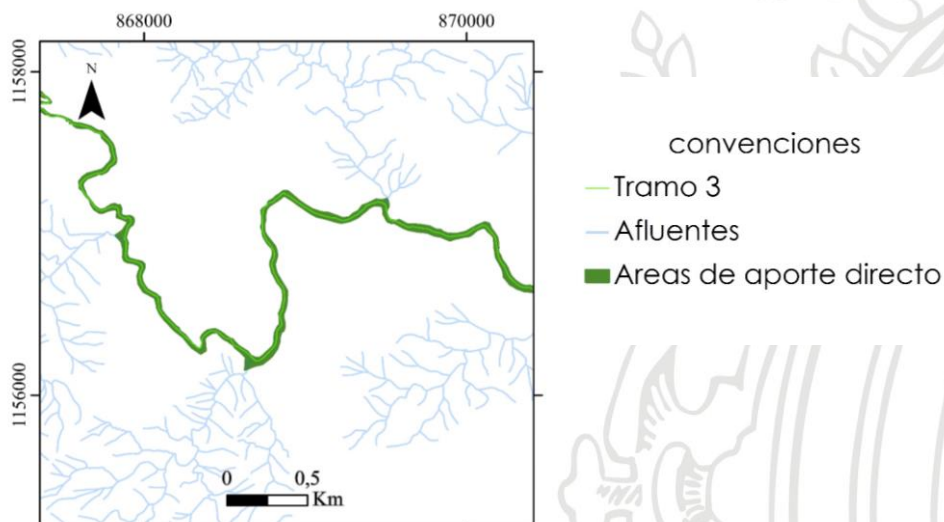 868000
870000
1158000
N
1156000
0 0,5
Km
convenciones
Tramo 3
Afluentes
Areas de aporte directo